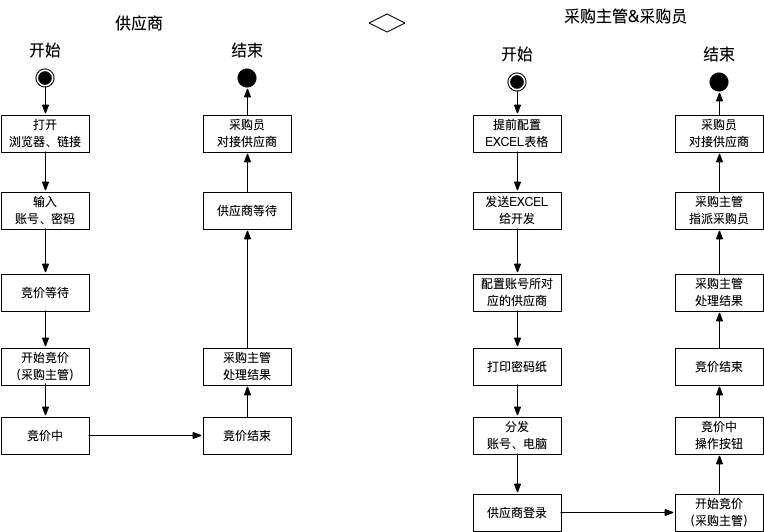 供应商
开始
结束
打开
浏览器、链接
输入
账号、密码
竞价等待
开始竞价
(采购主管)
竞价中
竞价结束
采购主管
处理结果
供应商等待
采购员
对接供应商
采购主管&采购员
开始
结束
提前配置
EXCEL表格
发送EXCEL
给开发
配置账号所对
应的供应商
打印密码纸
分发
账号、电脑
供应商登录
开始竞价
(采购主管)
竞价中
操作按钮
竞价结束
采购主管
处理结果
采购主管
指派采购员
采购员
对接供应商